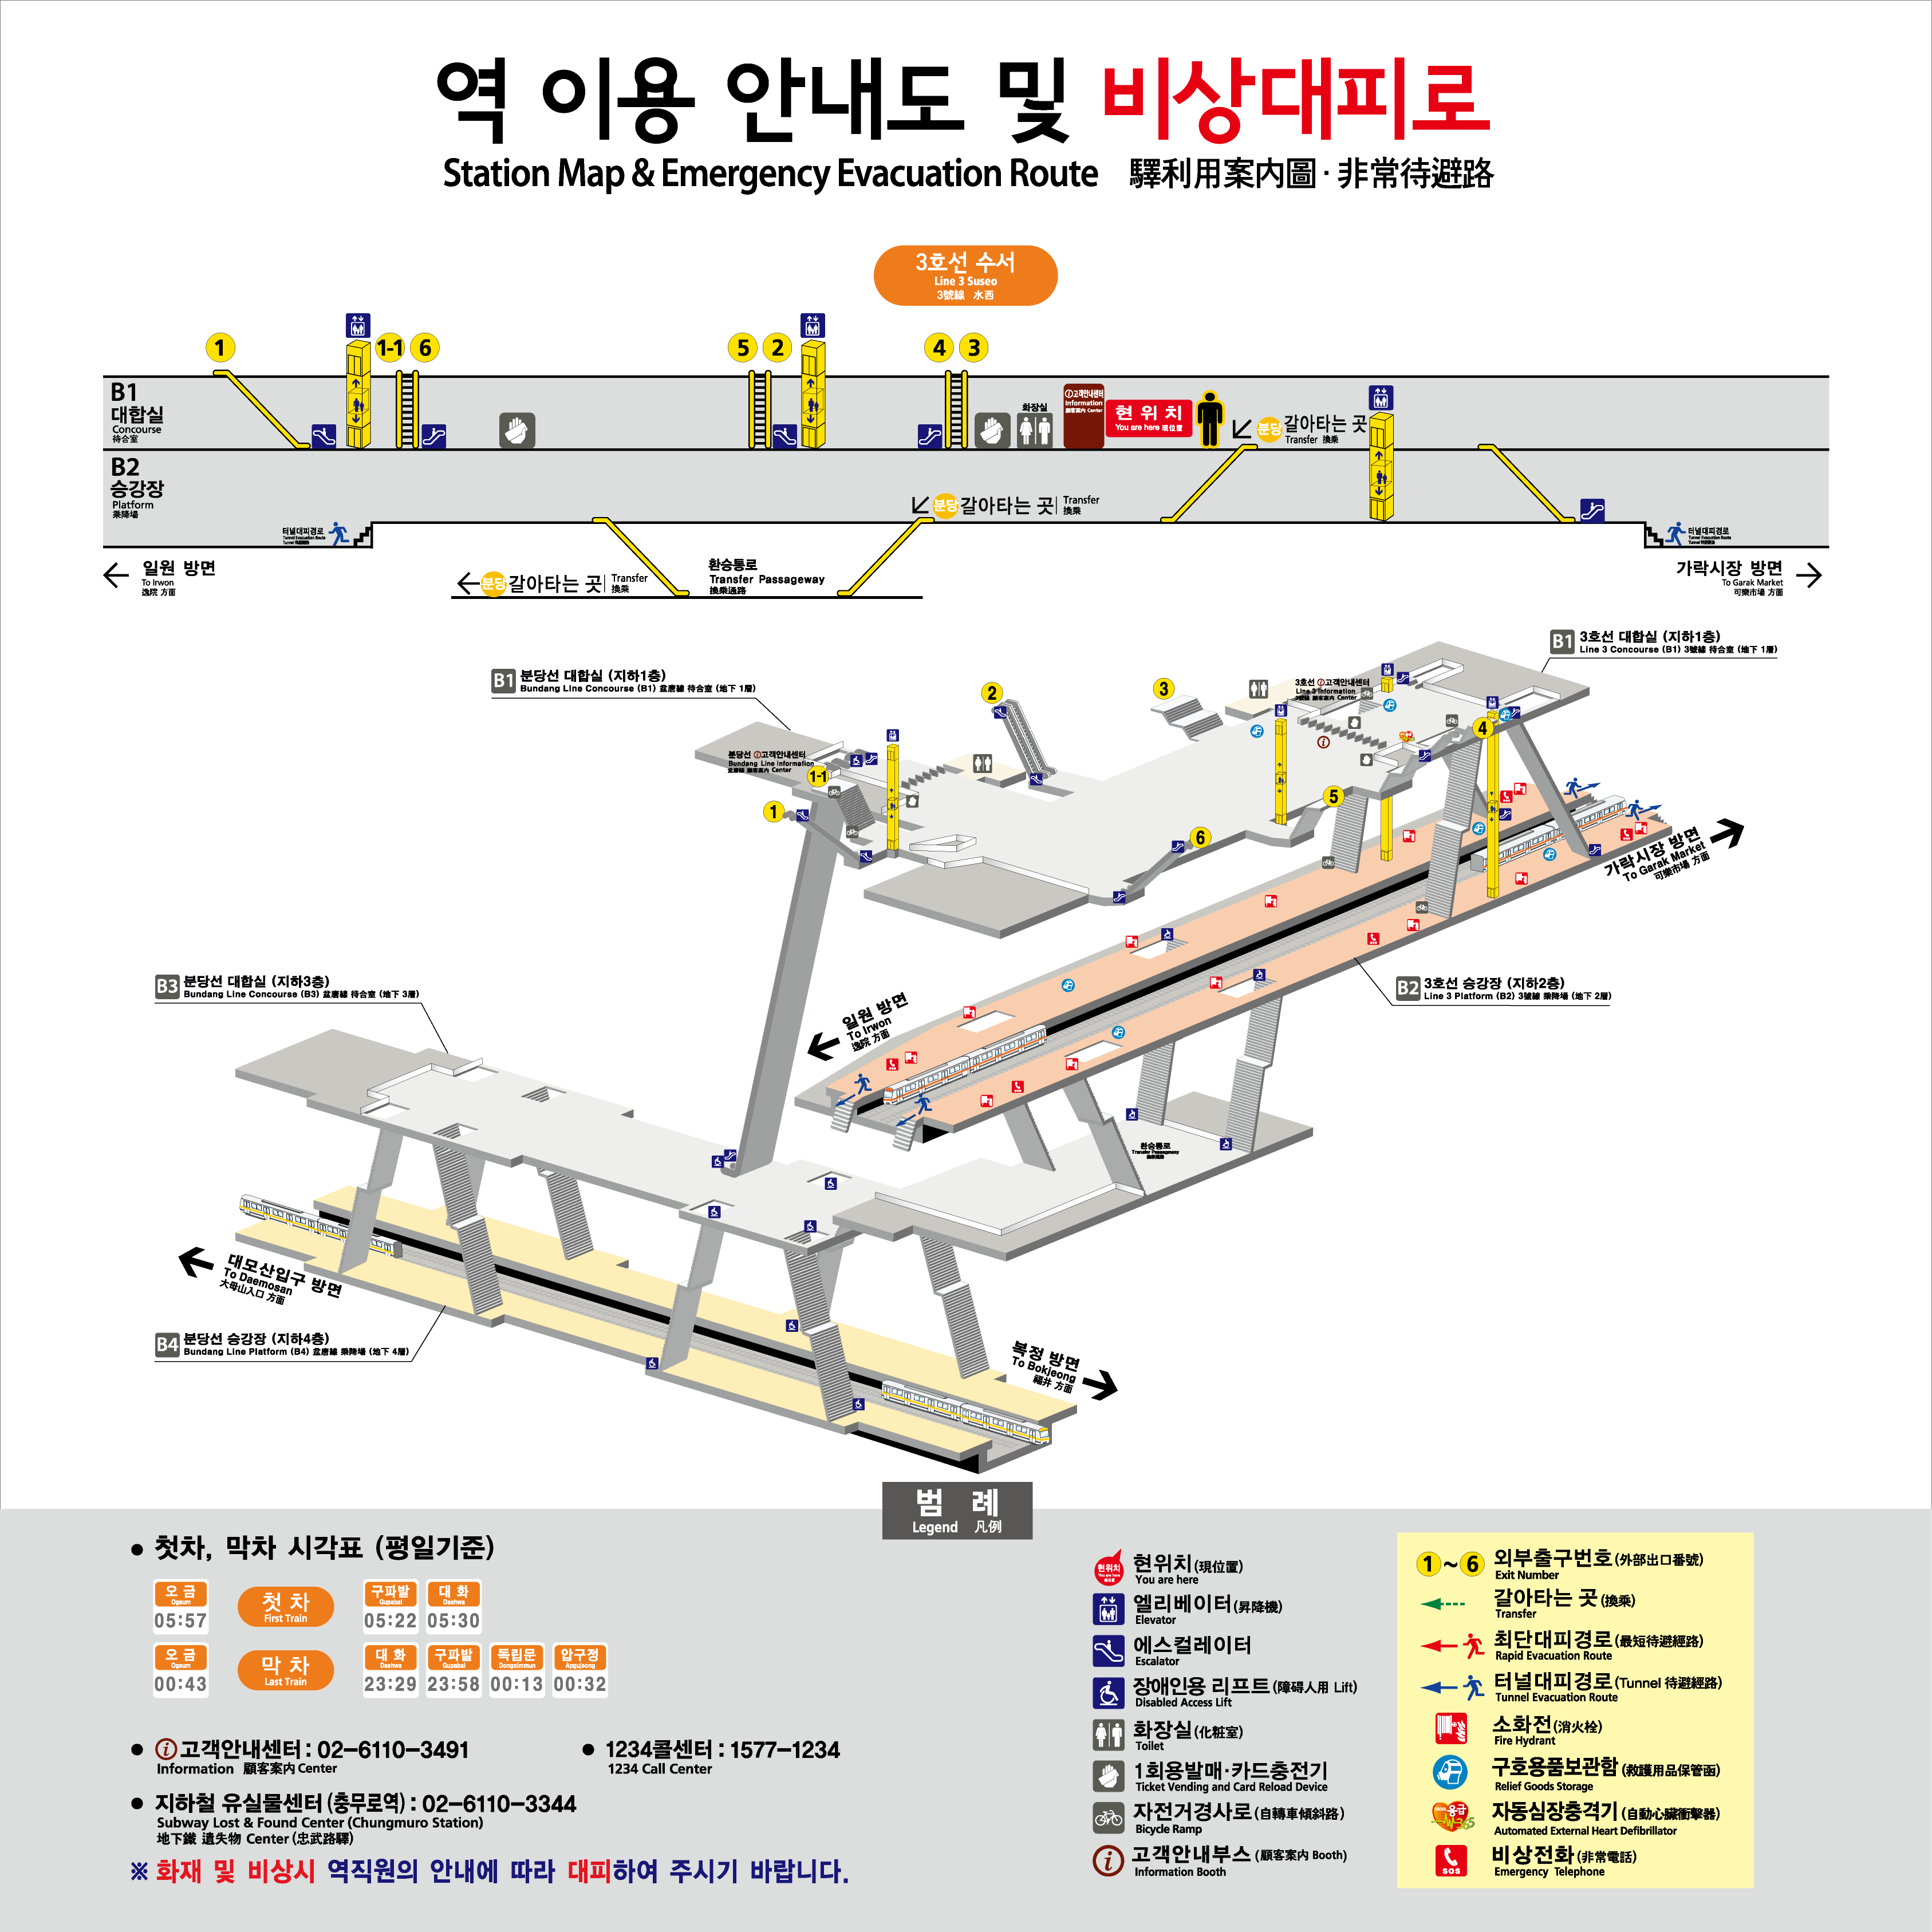 역 이용 안내도 및 비상대피로
Station Map & Emergency Evacuation Route 驛利用案內圖·非常待避路
3호선 수서
Line 3 Suseo
3號線 水西
1
1-1
6
5
2
4
3
B1
대합실
Concourse
待合室
화장실
ⓘ고객안내센터
Information
顧客案內 Center
현 위 치
You are here 現位置
분당 갈아타는 곳
Transfer 換乘
B2
승강장
Platform
乘降場
분당 갈아타는 곳 Transfer
換乘
터널대피경로
Tunnel Evacuation Route
터널대피경로
Tunnel Evacuation Route
일원 방면
To Irwon
逸院 方面
분당 갈아타는 곳 Transfer
換乘
환승통로
Transfer Passageway
換乘通路
가락시장 방면
To Garak Market
可樂市場 方面
B1 3호선 대합실 (지하1층)
Line 3 Concourse (B1) 3號線 待合室 (地下 1層)
B1 분당선 대합실 (지하1층)
Bundang Line Concourse (B1) 盆唐線 待合室 (地下 1層)
3호선 ⓘ고객안내센터
Line 3 Information
3號線 顧客案內 Center
분당선 ⓘ고객안내센터
Bundang Line Information
盆唐線 顧客案內 Center
2
3
4
1-1
1
5
6
가락시장 방면
To Garak Market
可樂市場 方面
B3 분당선 대합실 (지하3층)
Bundang Line Concourse (B3) 盆唐線 待合室 (地下 3層)
B2 3호선 승강장 (지하2층)
Line 3 Platform (B2) 3號線 乘降場 (地下 2層)
일원 방면
To Irwon
逸院 方面
환승통로
Transfer Passageway
換乘通路
대모산입구 방면
To Daemosan
大母山入口 方面
B4 분당선 승강장 (지하4층)
Bundang Line Platform (B4) 盆唐線 乘降場 (地下 4層)
복정 방면
To Bokjeong
福井 方面
범 례
Legend 凡例
● 첫차, 막차 시각표 (평일기준)
오 금
Ogeum
05:57
첫 차
First Train
구파발
Gupabal
05:22
대 화
Daehwa
05:30
오 금
Ogeum
00:43
막 차
Last Train
대 화
Daehwa
23:29
구파발
Gupabal
23:58
독립문
Dongnimmun
00:13
압구정
Apgujeong
00:32
● ⓘ고객안내센터 : 02-6110-3491
Information 顧客案內 Center
● 1234콜센터 : 1577-1234
1234 Call Center
● 지하철 유실물센터 (충무로역) : 02-6110-3344
Subway Lost & Found Center (Chungmuro Station)
地下鐵 遺失物 Center (忠武路驛)
※ 화재 및 비상시 역직원의 안내에 따라 대피하여 주시기 바랍니다.
현위치
You are here
현위치 (現位置)
You are here
엘리베이터 (昇降機)
Elevator
에스컬레이터
Escalator
장애인용 리프트 (障碍人用 Lift)
Disabled Access Lift
화장실 (化粧室)
Toilet
1회용발매·카드충전기
Ticket Vending and Card Reload Device
자전거경사로 (自轉車傾斜路)
Bicycle Ramp
고객안내부스 (顧客案內 Booth)
Information Booth
1 ~ 6 외부출구번호 (外部出口番號)
Exit Number
갈아타는 곳 (換乘)
Transfer
최단대피경로 (最短待避經路)
Rapid Evacuation Route
터널대피경로 (Tunnel 待避經路)
Tunnel Evacuation Route
소화전 (消火栓)
Fire Hydrant
구호용품보관함 (救護用品保管函)
Relief Goods Storage
응급
자동심장충격기 (自動心臟衝擊器)
Automated External Heart Defibrillator
SOS
비상전화 (非常電話)
Emergency Telephone